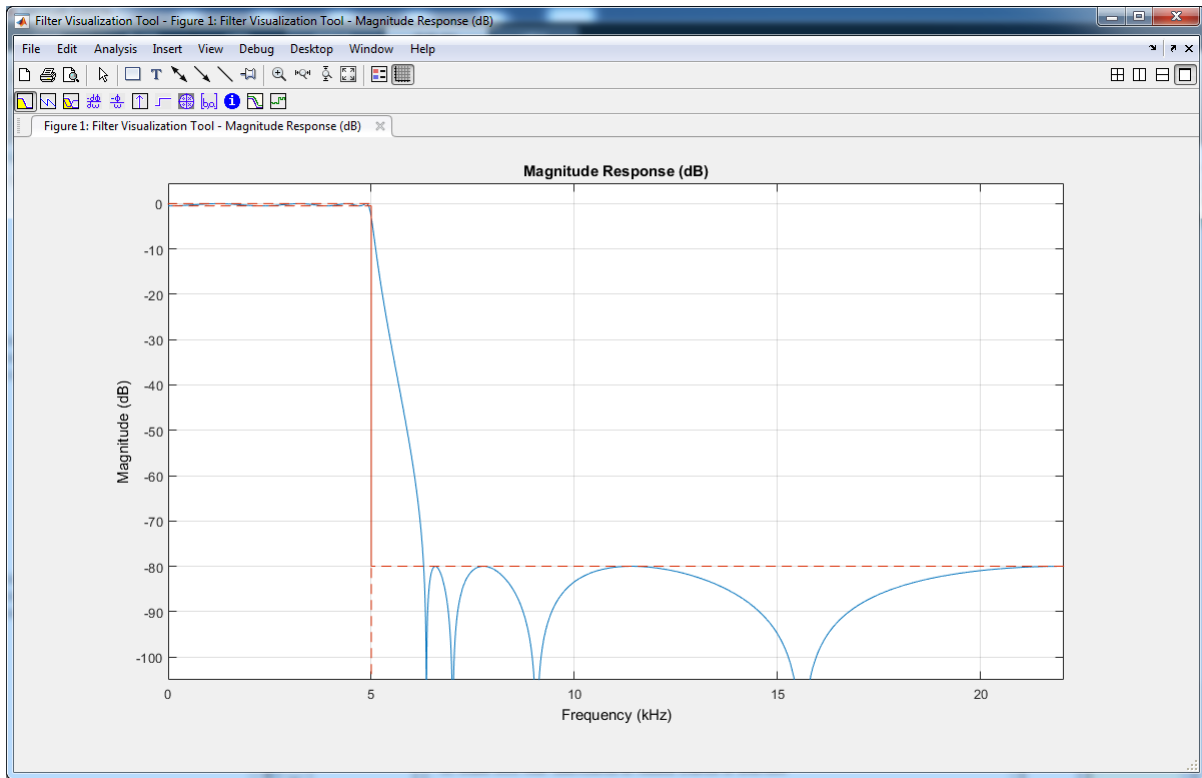 Filter Visualization Tool - Figure 1: Filter Visualization Tool - Magnitude Response (dB)
File Edit Analysis Insert View Debug Desktop Window Help
Figure 1: Filter Visualization Tool - Magnitude Response (dB)
Magnitude Response (dB)
0
-10
-20
-30
-40
-50
-60
-70
-80
-90
-100
Magnitude (dB)
0 5 10 15 20
Frequency (kHz)